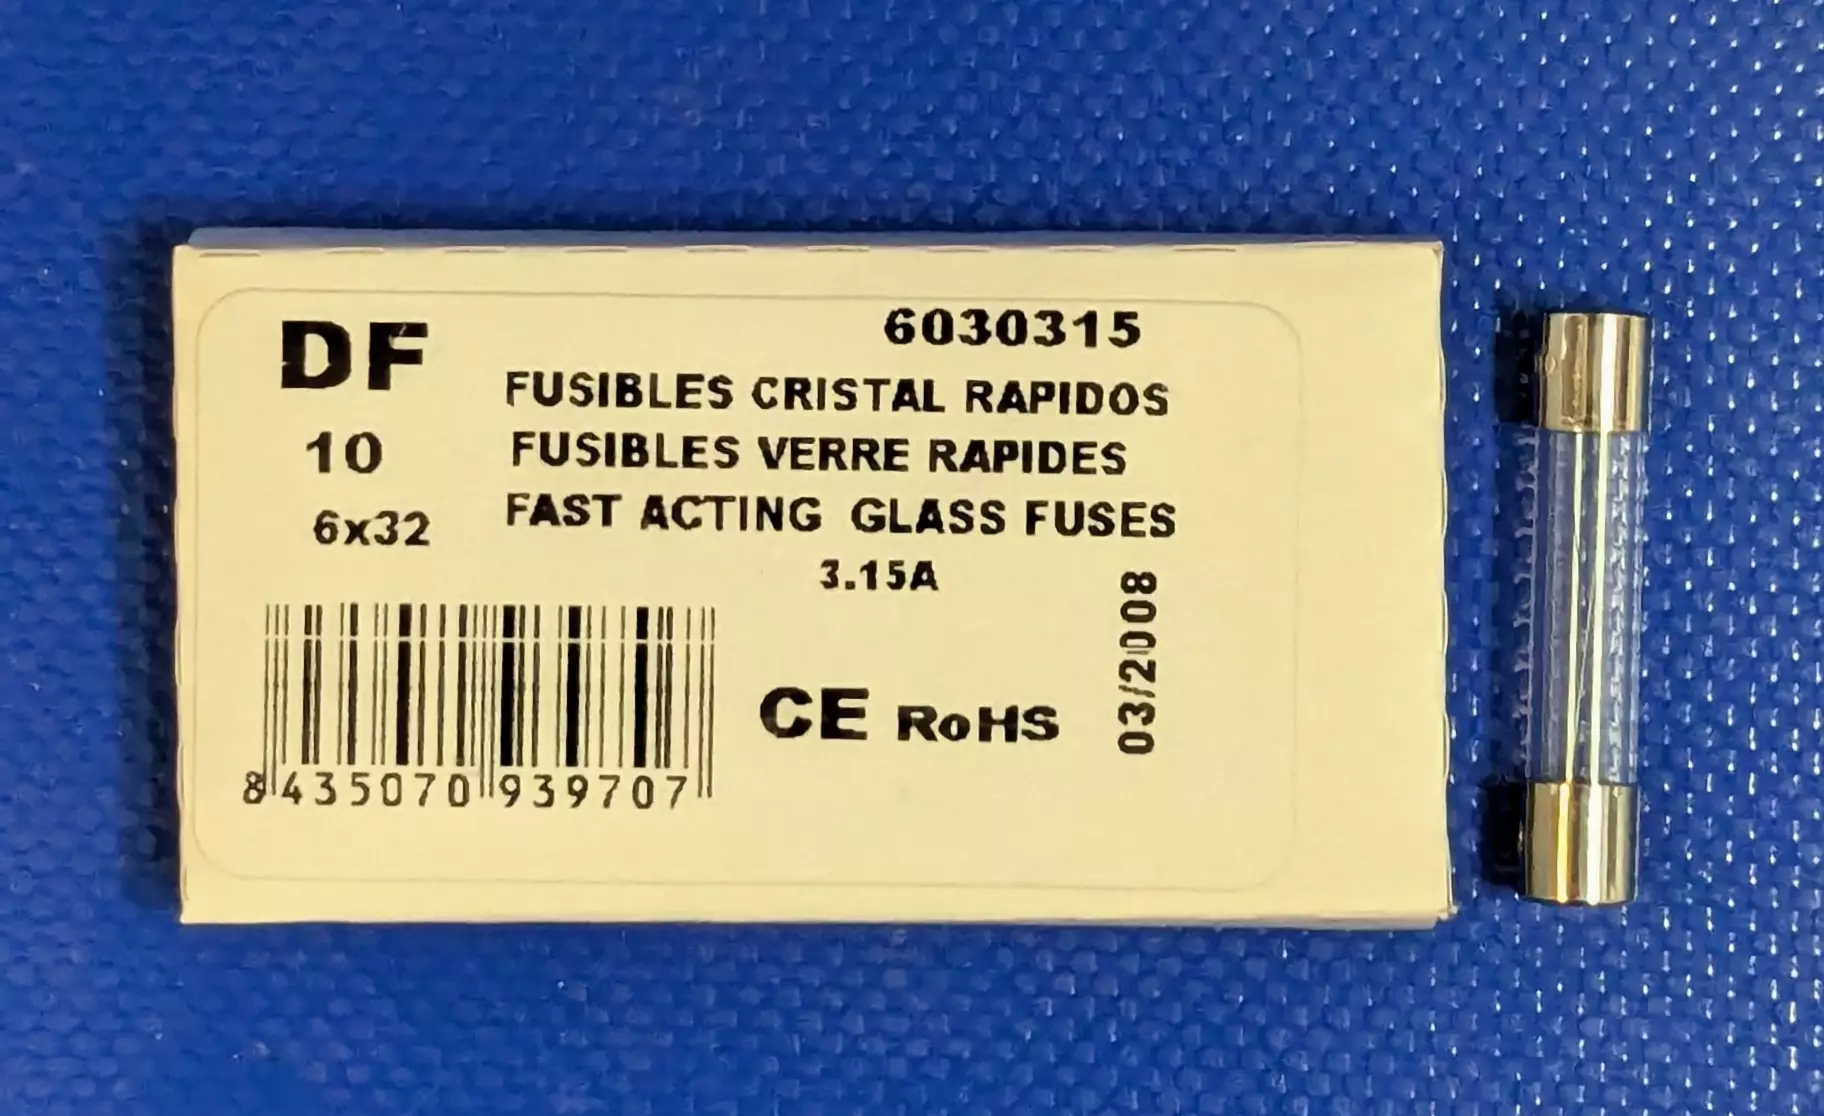 DF
6030315
FUSIBLES CRISTAL RAPIDOS
10
FUSIBLES VERRE RAPIDES
6x32
FAST ACTING GLASS FUSES
3.15A
03/2008
CE RoHS
8 435070 939707